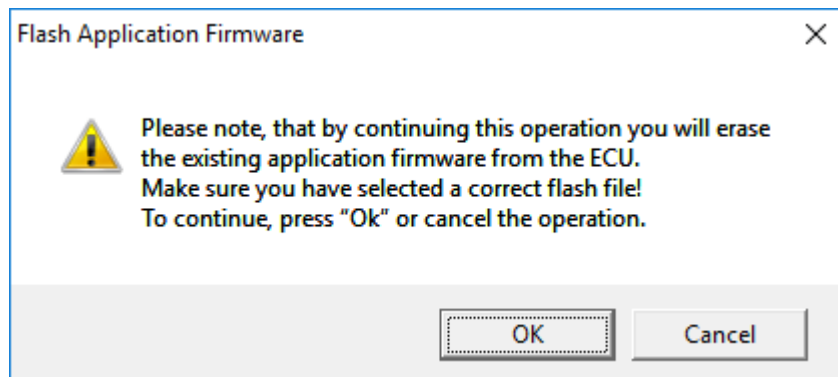 Flash Application Firmware
Please note, that by continuing this operation you will erase
the existing application firmware from the ECU.
Make sure you have selected a correct flash file!
To continue, press “Ok” or cancel the operation.
OK
Cancel